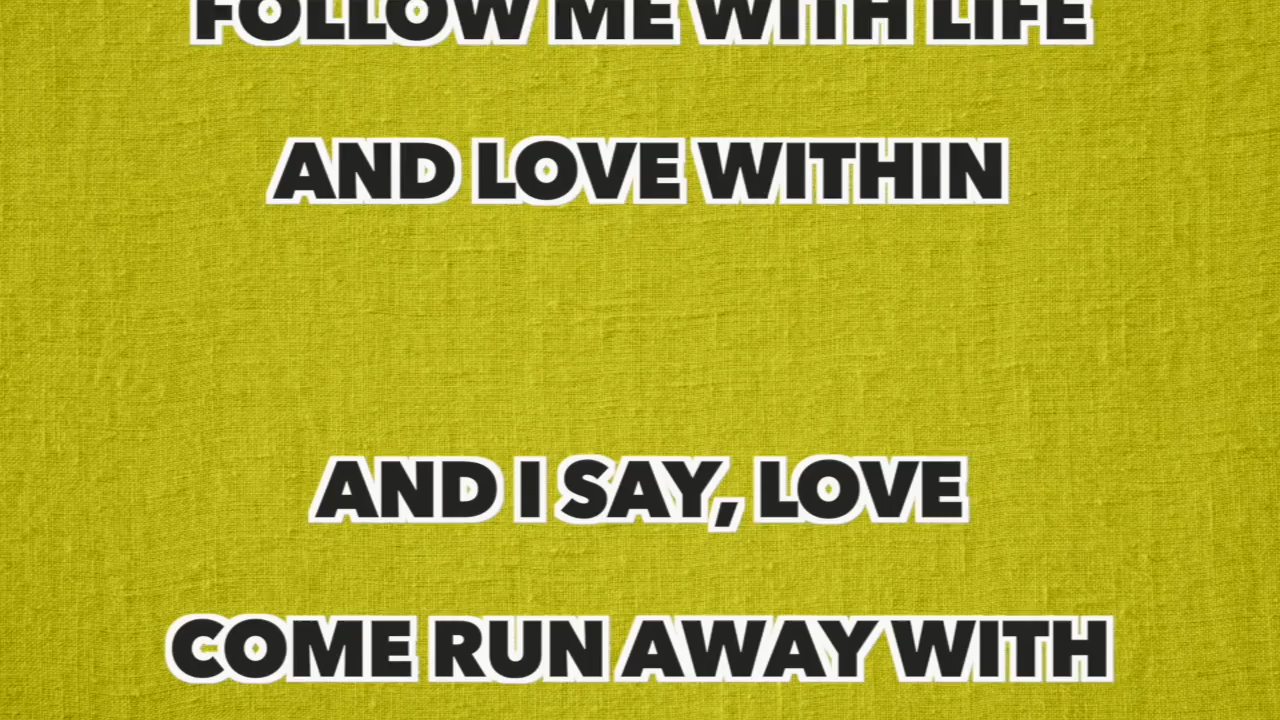 FOLLOW ME WITH LIFE
AND LOVE WITHIN
AND I SAY, LOVE
COME RUN AWAY WITH